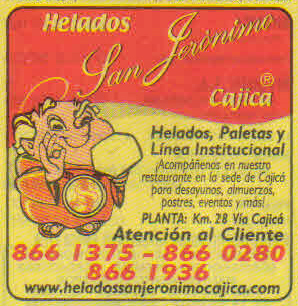 Helados
San Jerónimo
®
Cajica
Helados, Paletas y
Línea Institucional
¡Acompáñenos en nuestro
restaurante en la sede de Cajicá
para desayunos, almuerzos,
postres, eventos y más!
PLANTA: Km. 28 Vía Cajicá
Atención al Cliente
866 1375 - 866 0280
866 1936
www.heladossanjeronimocajica.com